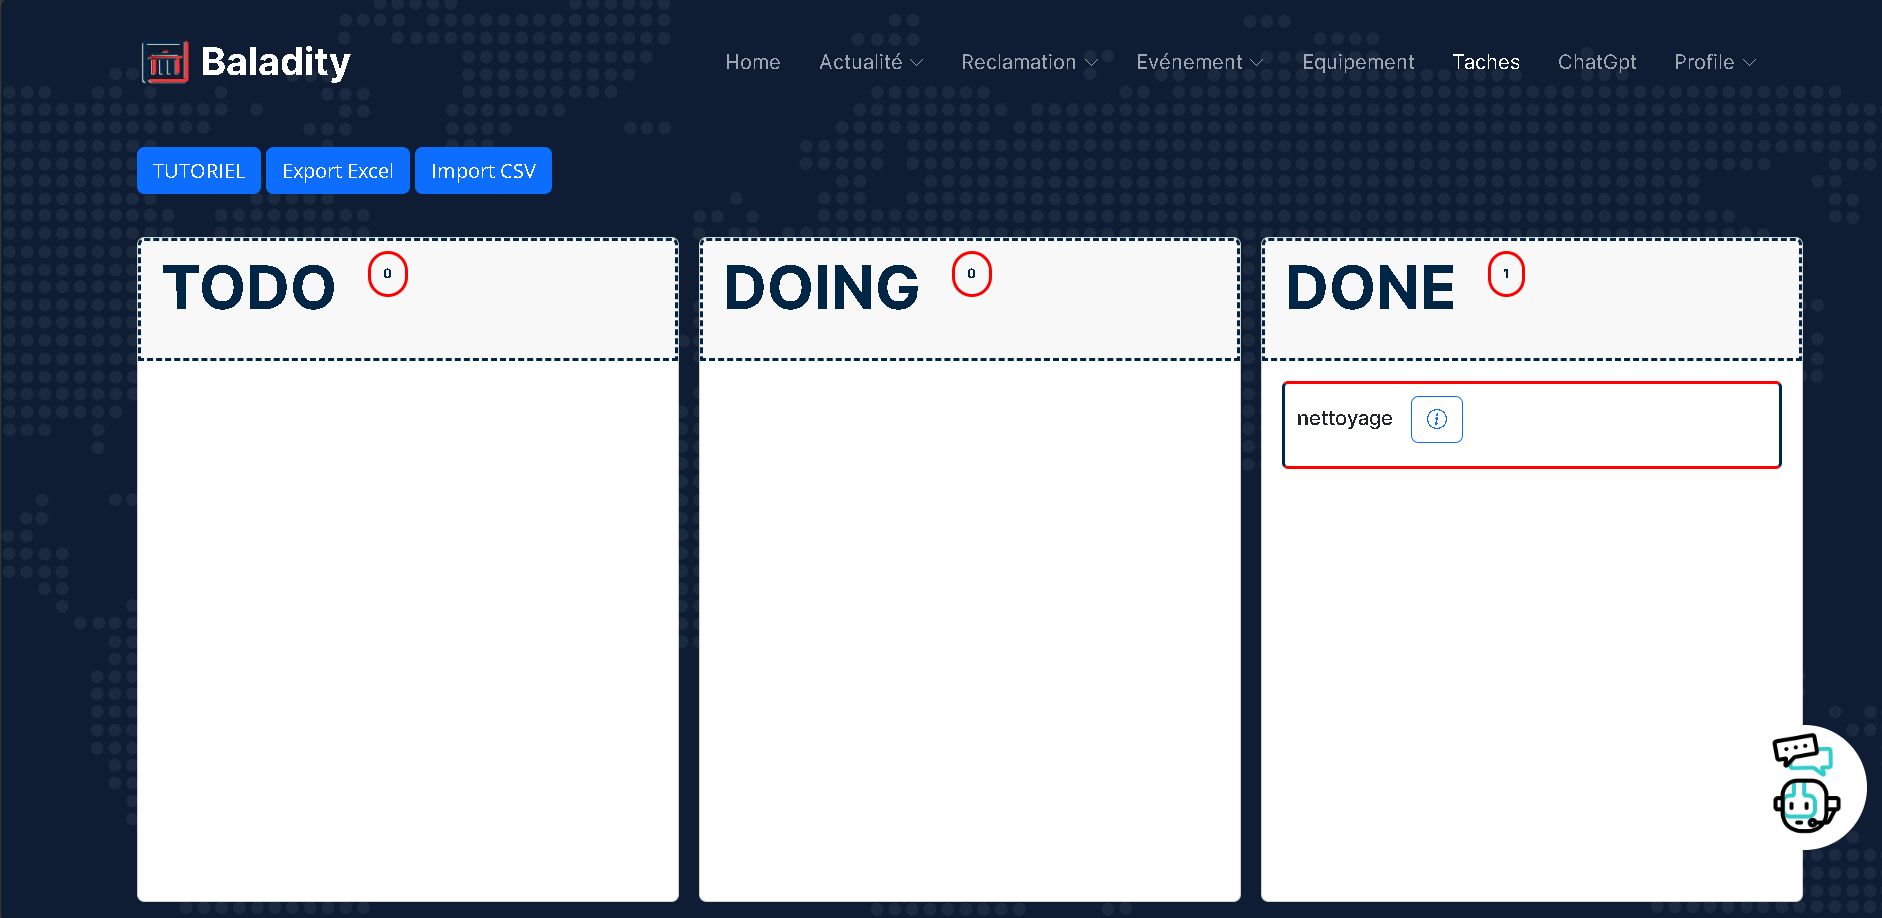 Baladity
Home Actualité Reclamation Evénement Equipement Taches ChatGpt Profile
TUTORIEL Export Excel Import CSV
TODO 0
DOING 0
DONE 1
nettoyage